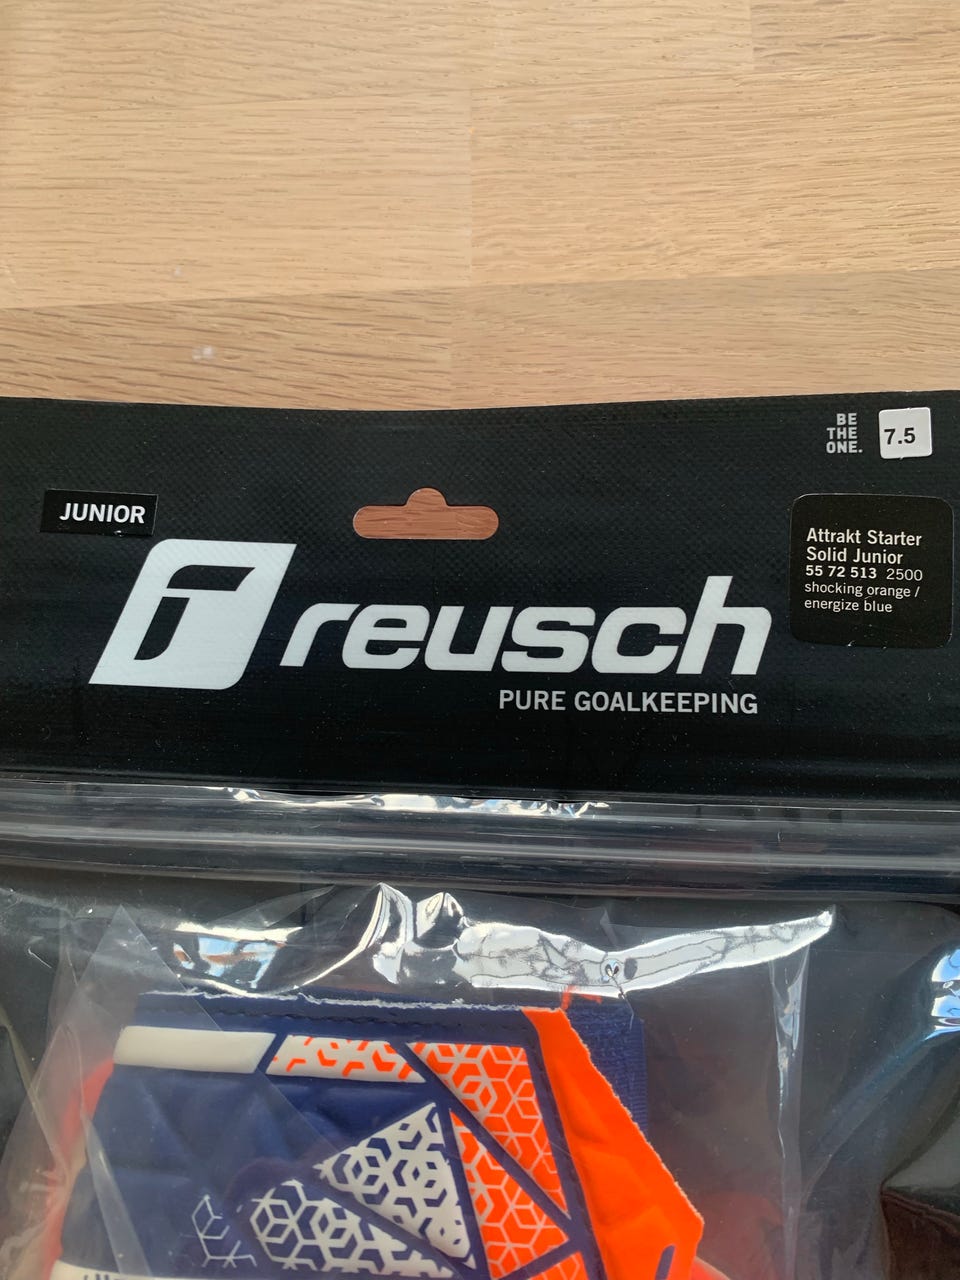 BE
THE
ONE.
7.5
JUNIOR
Attrakt Starter
Solid Junior
55 72 513 2500
shocking orange /
energize blue
reusch
PURE GOALKEEPING